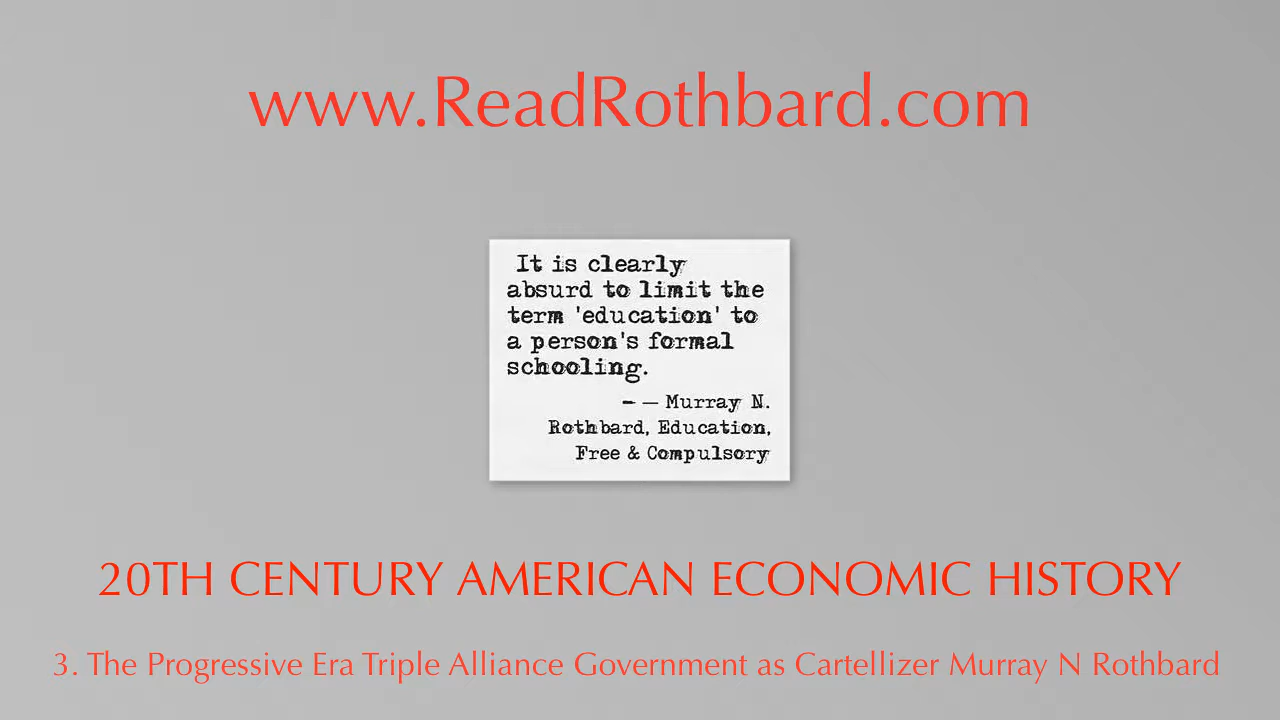 www.ReadRothbard.com
It is clearly
absurd to limit the
term 'education' to
a person's formal
schooling.
– — Murray N.
Rothbard, Education,
Free & Compulsory
20TH CENTURY AMERICAN ECONOMIC HISTORY
3. The Progressive Era Triple Alliance Government as Cartellizer Murray N Rothbard